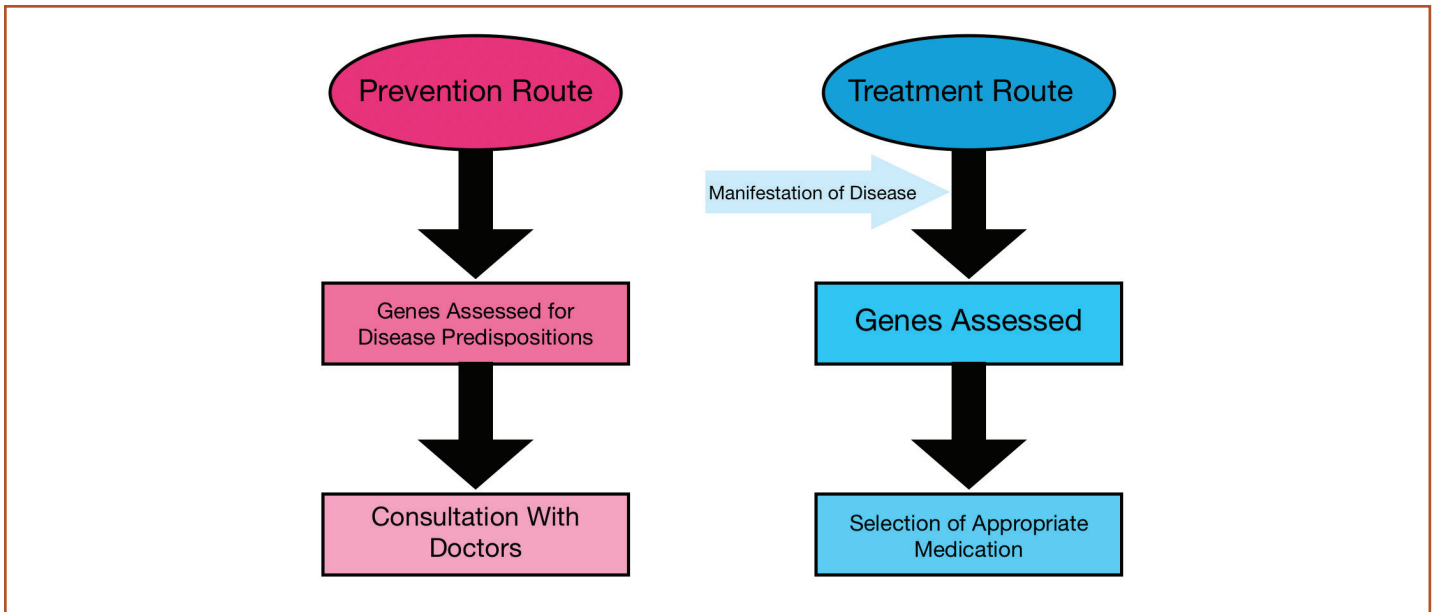 Prevention Route
Genes Assessed for
Disease Predispositions
Consultation With
Doctors
Treatment Route
Manifestation of Disease
Genes Assessed
Selection of Appropriate
Medication